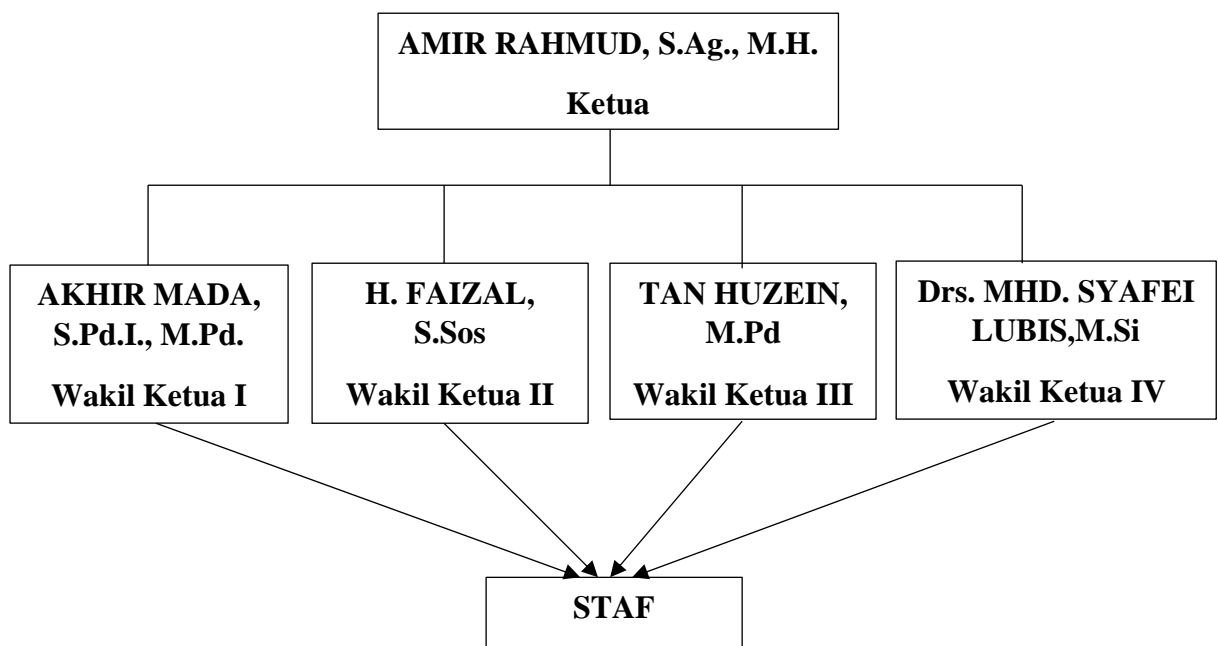 AMIR RAHMUD, S.Ag., M.H.
Ketua
AKHIR MADA,
S.Pd.I., M.Pd.
Wakil Ketua I
H. FAIZAL,
S.Sos
Wakil Ketua II
TAN HUZEIN,
M.Pd
Wakil Ketua III
Drs. MHD. SYAFEI
LUBIS,M.Si
Wakil Ketua IV
STAF